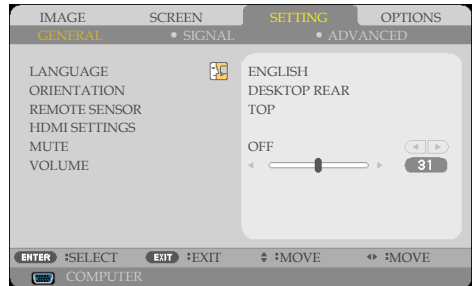 IMAGE SCREEN SETTING OPTIONS
GENERAL • SIGNAL • ADVANCED
LANGUAGE ENGLISH
ORIENTATION DESKTOP REAR
REMOTE SENSOR TOP
HDMI SETTINGS
MUTE OFF
VOLUME 31
ENTER :SELECT EXIT :EXIT :MOVE :MOVE
COMPUTER